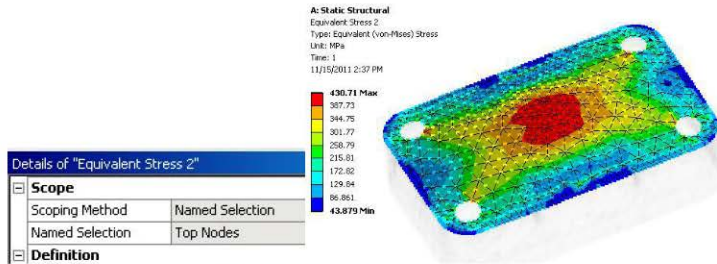 A: Static Structural
Equivalent Stress 2
Type: Equivalent (von-Mises) Stress
Unit: MPa
Time: 1
11/15/2011 2:37 PM
430.71 Max
387.73
344.75
301.77
258.79
215.81
172.82
129.84
86.861
43.879 Min
Details of "Equivalent Stress 2"
Scope
Scoping Method Named Selection
Named Selection Top Nodes
Definition